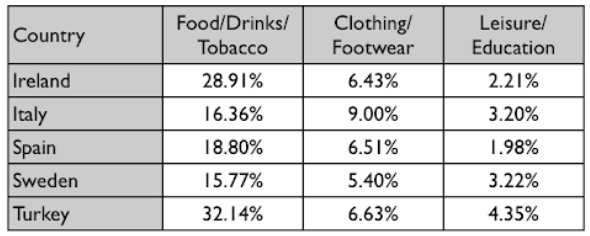 Country Food/Drinks/ Tobacco Clothing/ Footwear Leisure/ Education
Ireland 28.91% 6.43% 2.21%
Italy 16.36% 9.00% 3.20%
Spain 18.80% 6.51% 1.98%
Sweden 15.77% 5.40% 3.22%
Turkey 32.14% 6.63% 4.35%